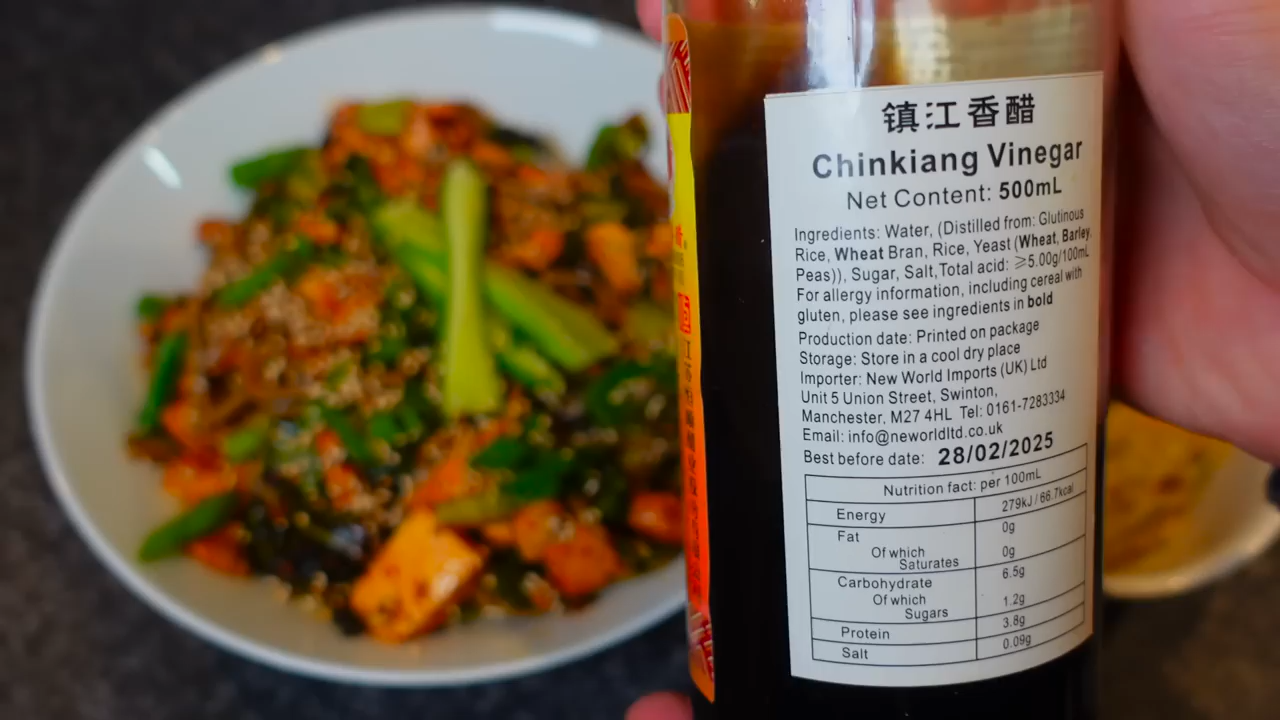 镇江香醋
Chinkiang Vinegar
Net Content: 500mL
Ingredients: Water, (Distilled from: Glutinous
Rice, Wheat Bran, Rice, Yeast (Wheat, Barley,
Peas)), Sugar, Salt,Total acid: ≥5.00g/100mL
For allergy information, including cereal with
gluten, please see ingredients in bold
Production date: Printed on package
Storage: Store in a cool dry place
Importer: New World Imports (UK) Ltd
Unit 5 Union Street, Swinton,
Manchester, M27 4HL Tel: 0161-7283334
Email: info@neworldltd.co.uk
Best before date: 28/02/2025
Nutrition fact: per 100mL
Energy 279kJ/66.7kcal
Fat 0g
Of which
Saturates 0g
Carbohydrate 6.5g
Of which
Sugars 1.2g
Protein 3.8g
Salt 0.09g